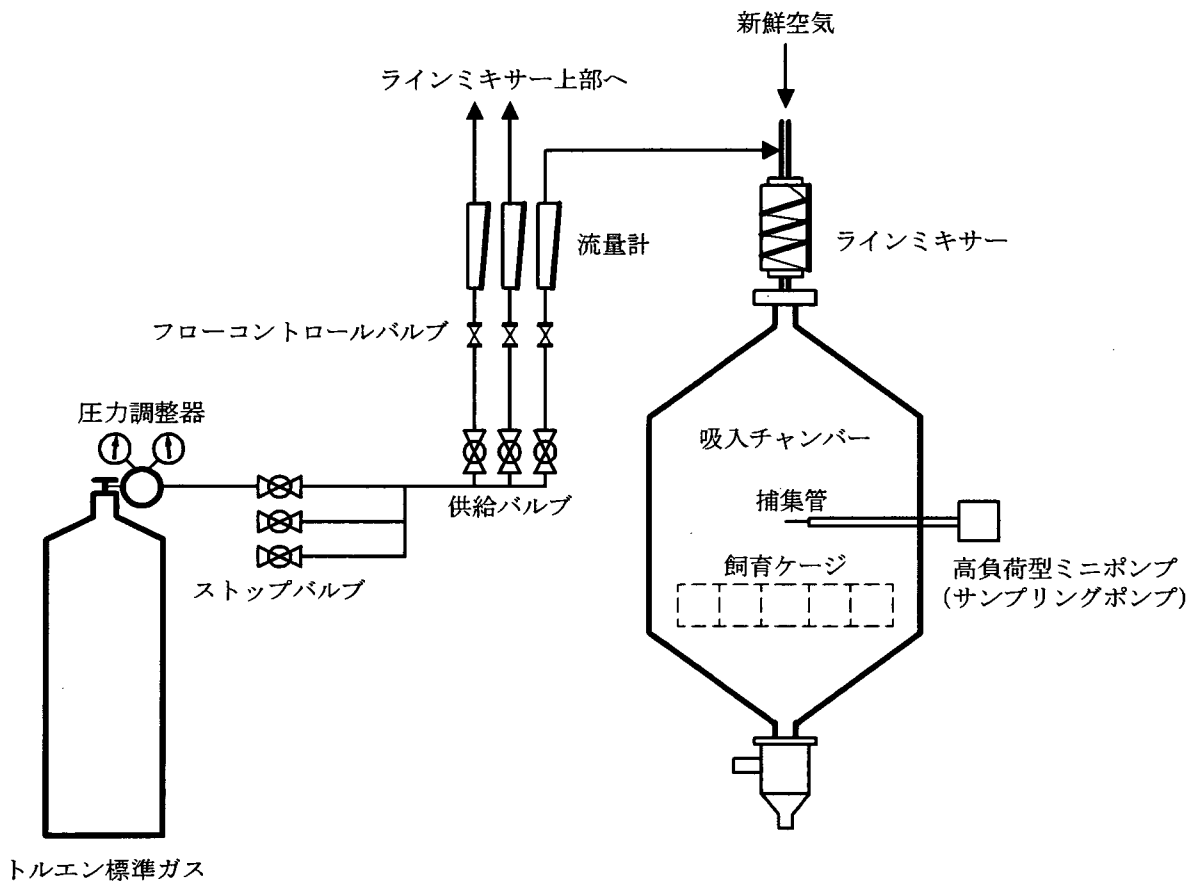 新鮮空気
ラインミキサー上部へ
流量計
ラインミキサー
フローコントロールバルブ
圧力調整器
吸入チャンバー
供給バルブ
捕集管
飼育ケージ
高負荷型ミニポンプ
(サンプリングポンプ)
ストップバルブ
トルエン標準ガス